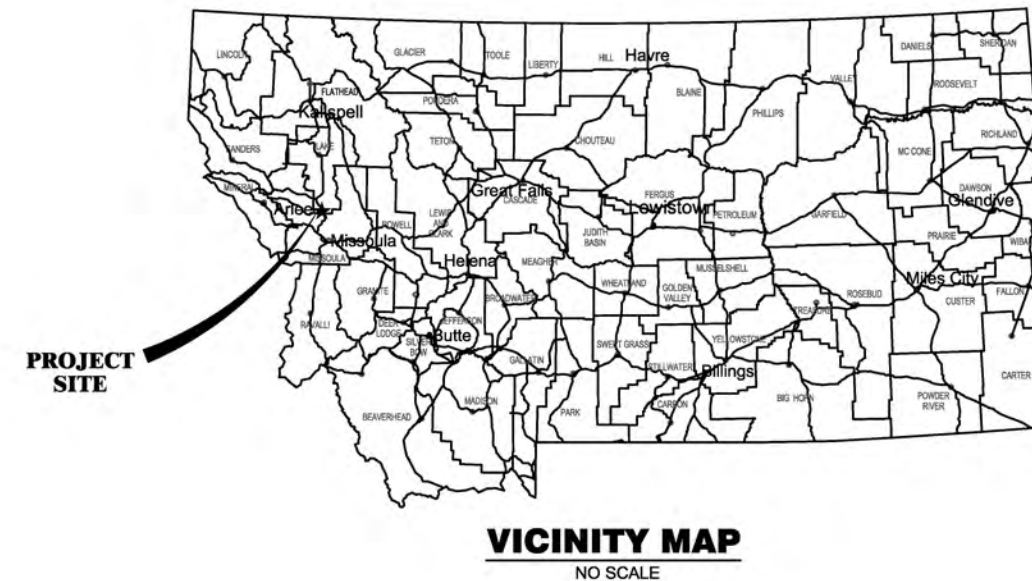 LINCOLN
GLACIER
TOOLE
LIBERTY
HILL
Havre
BLAINE
PHILLIPS
VALLEY
DANIELS
SHERIDAN
ROOSEVELT
FLATHEAD
Kalispell
PONDERA
TETON
CHOUTEAU
MC CONE
RICHLAND
SANDERS
LAKE
MINERAL
Arlee
Missoula
MISSOULA
POWELL
LEWIS
AND
CLARK
Great Falls
CASCADE
JUDITH
BASIN
FERGUS
Lewistown
PETROLEUM
GARFIELD
DAWSON
Glendive
PRAIRIE
WIBAUX
Helena
MEAGHER
BROADWATER
WHEATLAND
GOLDEN
VALLEY
MUSSELSHELL
TREASURE
ROSEBUD
Miles City
CUSTER
FALLON
GRANITE
RAVALLI
DEER
LODGE
SILVER
BOW
JEFFERSON
Butte
GALLATIN
SWEET GRASS
STILLWATER
YELLOWSTONE
Billings
CARTER
PROJECT
SITE
BEAVERHEAD
MADISON
PARK
CARBON
BIG HORN
POWDER
RIVER
VICINITY MAP
NO SCALE